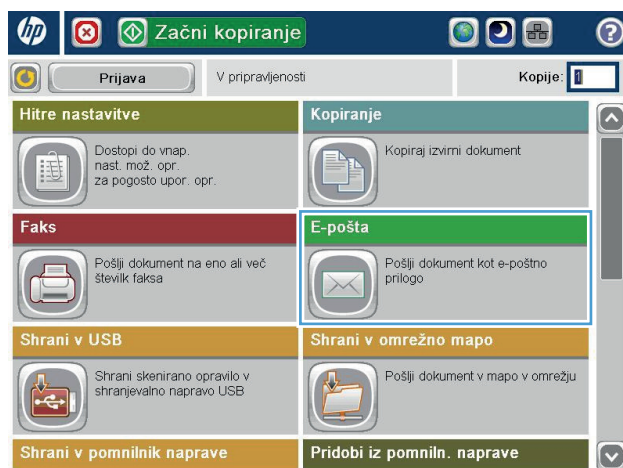 hp
Začni kopiranje
?
Prijava
V pripravljenosti
Kopije: 1
Hitre nastavitve
Dostopi do vnap.
nast. mož. opr.
za pogosto upor. opr.
Kopiranje
Kopiraj izvirni dokument
Faks
Pošlji dokument na eno ali več
številk faksa
E-pošta
Pošlji dokument kot e-poštno
prilogo
Shrani v USB
Shrani skenirano opravilo v
shranjevalno napravo USB
Shrani v omrežno mapo
Pošlji dokument v mapo v omrežju
Shrani v pomnilnik naprave
Pridobi iz pomniln. naprave